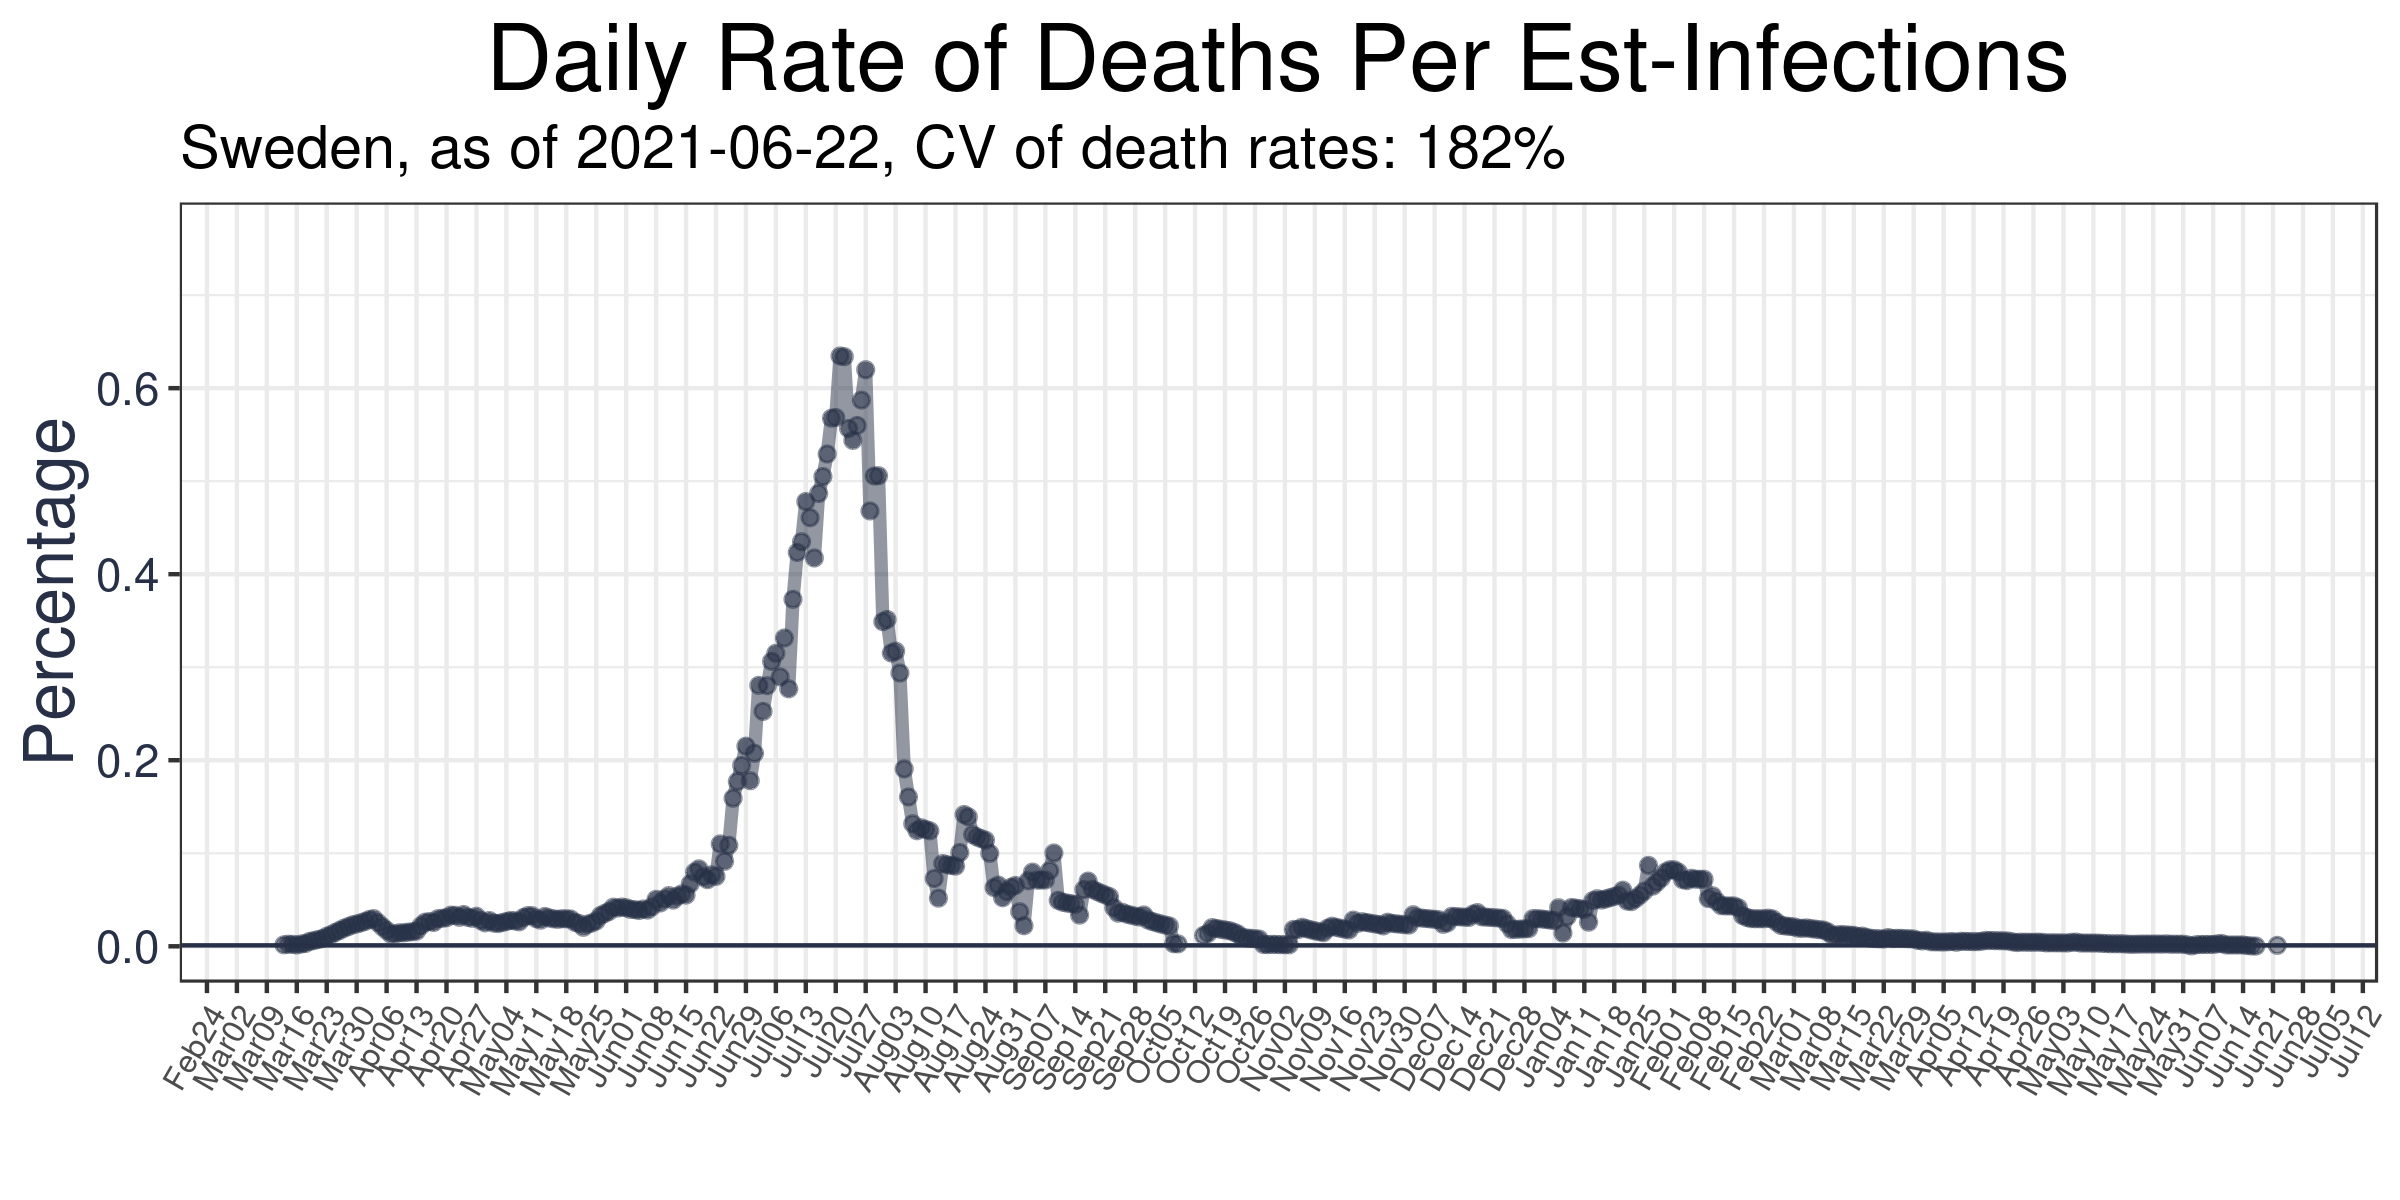 Daily Rate of Deaths Per Est-Infections
Sweden, as of 2021-06-22, CV of death rates: 182%
Percentage
0.6
0.4
0.2
0.0
Feb24
Mar02
Mar09
Mar16
Mar23
Mar30
Apr06
Apr13
Apr20
Apr27
May04
May11
May18
May25
Jun01
Jun08
Jun15
Jun22
Jun29
Jul06
Jul13
Jul20
Jul27
Aug03
Aug10
Aug17
Aug24
Aug31
Sep07
Sep14
Sep21
Sep28
Oct05
Oct12
Oct19
Oct26
Nov02
Nov09
Nov16
Nov23
Nov30
Dec07
Dec14
Dec21
Dec28
Jan04
Jan11
Jan18
Jan25
Feb01
Feb08
Feb15
Feb22
Mar01
Mar08
Mar15
Mar22
Mar29
Apr05
Apr12
Apr19
Apr26
May03
May10
May17
May24
May31
Jun07
Jun14
Jun21
Jun28
Jul05
Jul12